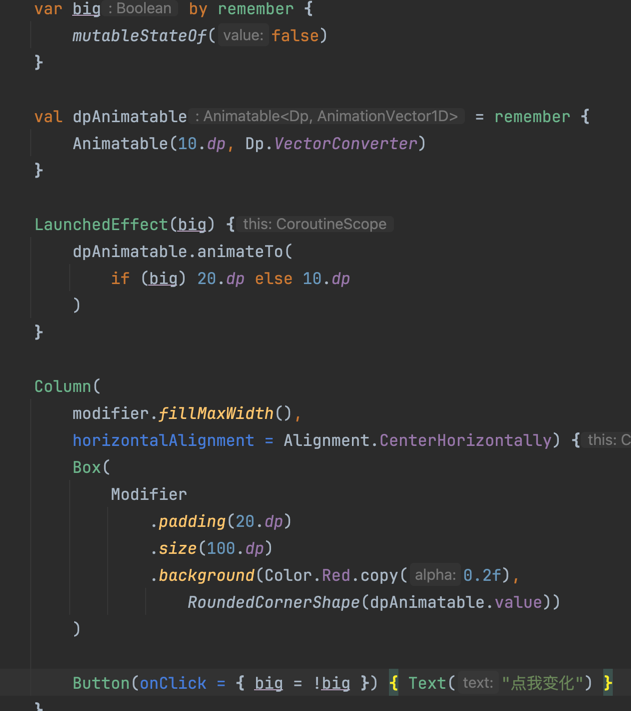 var big : Boolean by remember {
    mutableStateOf( value: false)
}
val dpAnimatable : Animatable<Dp, AnimationVector1D> = remember {
    Animatable(10.dp, Dp.VectorConverter)
}
LaunchedEffect(big) { this: CoroutineScope
    dpAnimatable.animateTo(
        if (big) 20.dp else 10.dp
    )
}
Column(
    modifier.fillMaxWidth(),
    horizontalAlignment = Alignment.CenterHorizontally) { this: C
    Box(
        Modifier
            .padding(20.dp)
            .size(100.dp)
            .background(Color.Red.copy( alpha: 0.2f),
                RoundedCornerShape(dpAnimatable.value))
    )
    Button(onClick = { big = !big }) { Text( text: "点我变化") }
}